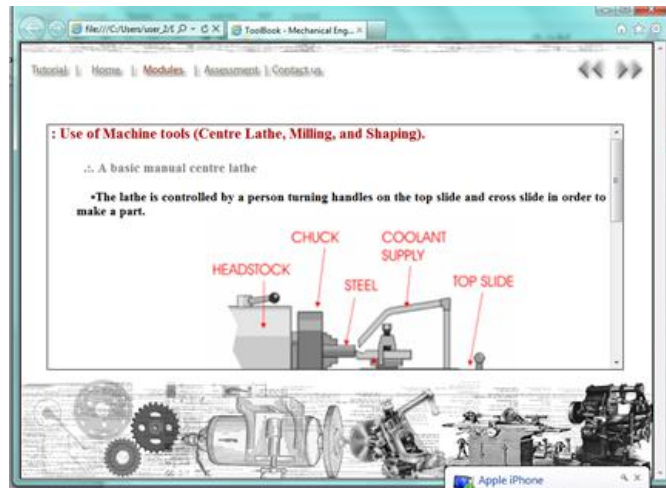 file:///C:/Users/user_2/E
ToolBook - Mechanical Eng...
Tutorial | Home | Modules | Assessment | Contact us
: Use of Machine tools (Centre Lathe, Milling, and Shaping).
.:. A basic manual centre lathe
•The lathe is controlled by a person turning handles on the top slide and cross slide in order to
make a part.
CHUCK
COOLANT
SUPPLY
HEADSTOCK
STEEL
TOP SLIDE
Apple iPhone